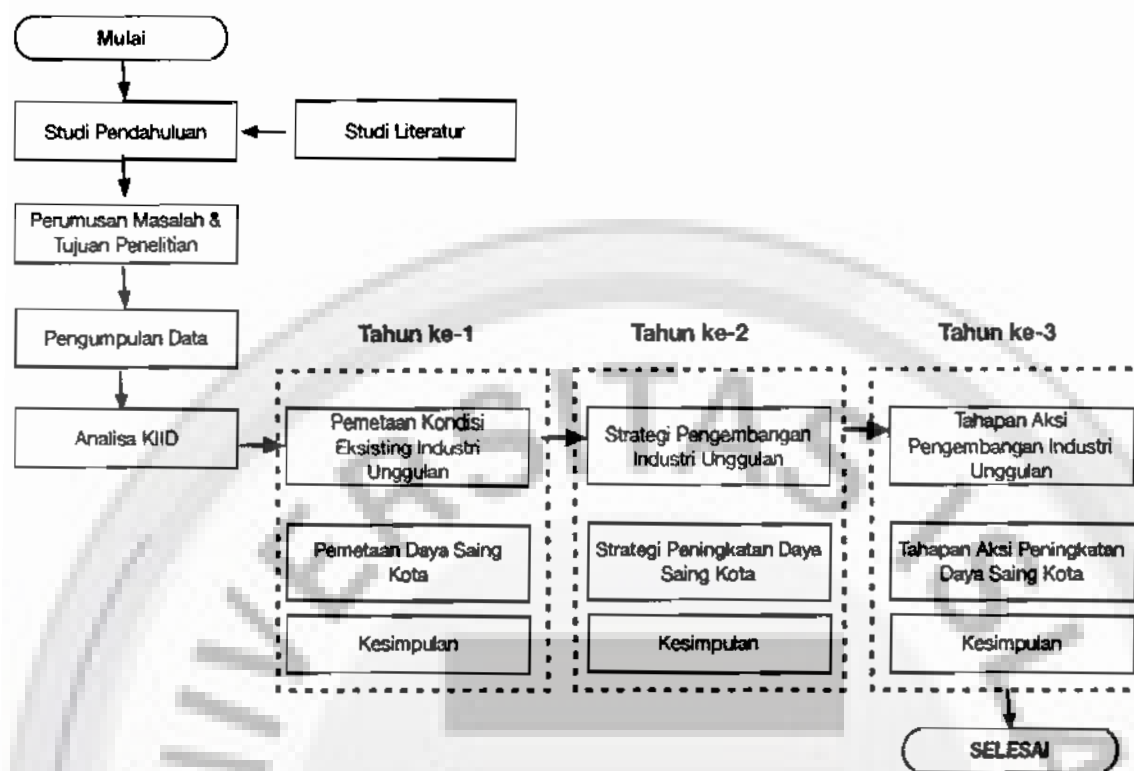 Mulai
Studi Pendahuluan
Studi Literatur
Perumusan Masalah &
Tujuan Penelitian
Pengumpulan Data
Analisa KIID
Tahun ke-1
Pemetaan Kondisi
Eksisting Industri
Unggulan
Pemetaan Daya Saing
Kota
Kesimpulan
Tahun ke-2
Strategi Pengembangan
Industri Unggulan
Strategi Peningkatan Daya
Saing Kota
Kesimpulan
Tahun ke-3
Tahapan Aksi
Pengembangan Industri
Unggulan
Tahapan Aksi Peningkatan
Daya Saing Kota
Kesimpulan
SELESAI